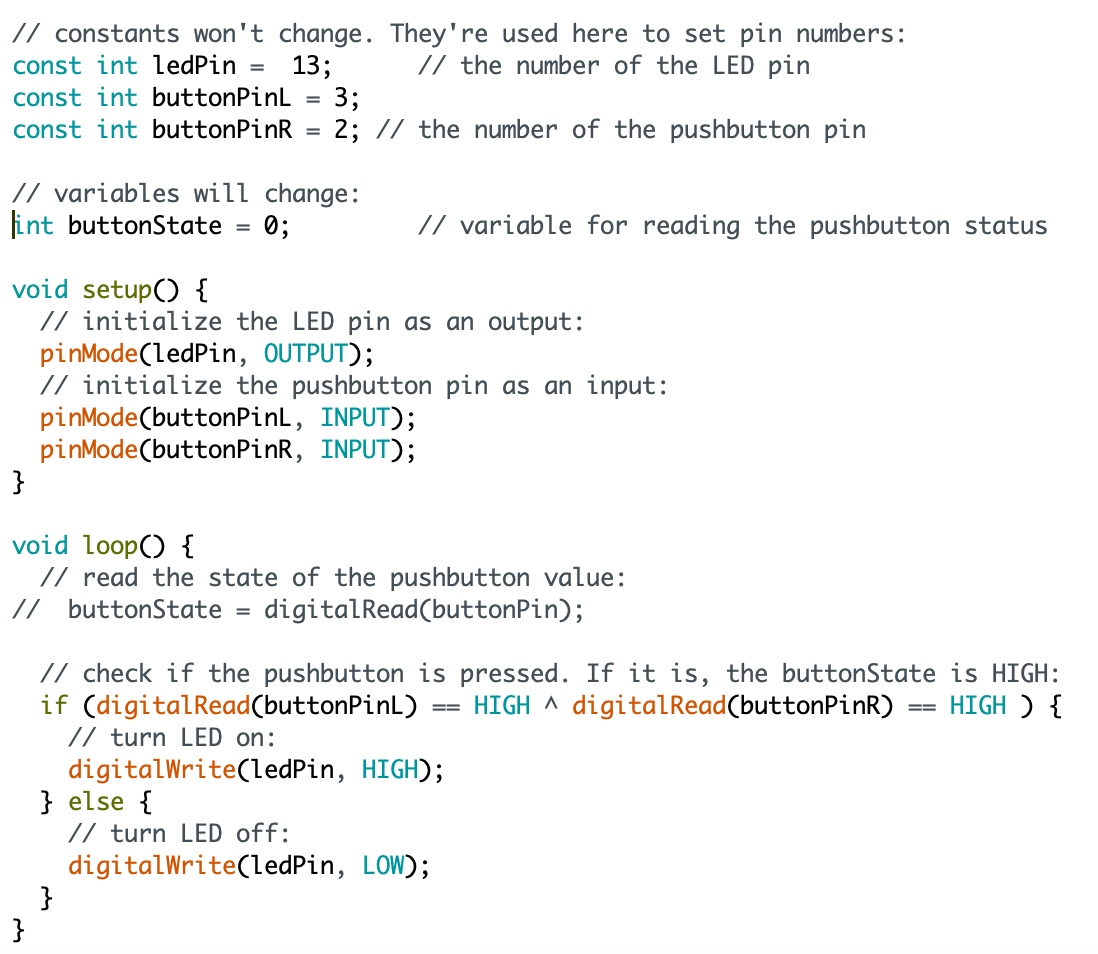 // constants won't change. They're used here to set pin numbers:
const int ledPin =  13;      // the number of the LED pin
const int buttonPinL = 3;
const int buttonPinR = 2; // the number of the pushbutton pin

// variables will change:
int buttonState = 0;         // variable for reading the pushbutton status

void setup() {
  // initialize the LED pin as an output:
  pinMode(ledPin, OUTPUT);
  // initialize the pushbutton pin as an input:
  pinMode(buttonPinL, INPUT);
  pinMode(buttonPinR, INPUT);
}

void loop() {
  // read the state of the pushbutton value:
//  buttonState = digitalRead(buttonPin);

  // check if the pushbutton is pressed. If it is, the buttonState is HIGH:
  if (digitalRead(buttonPinL) == HIGH ^ digitalRead(buttonPinR) == HIGH ) {
    // turn LED on:
    digitalWrite(ledPin, HIGH);
  } else {
    // turn LED off:
    digitalWrite(ledPin, LOW);
  }
}